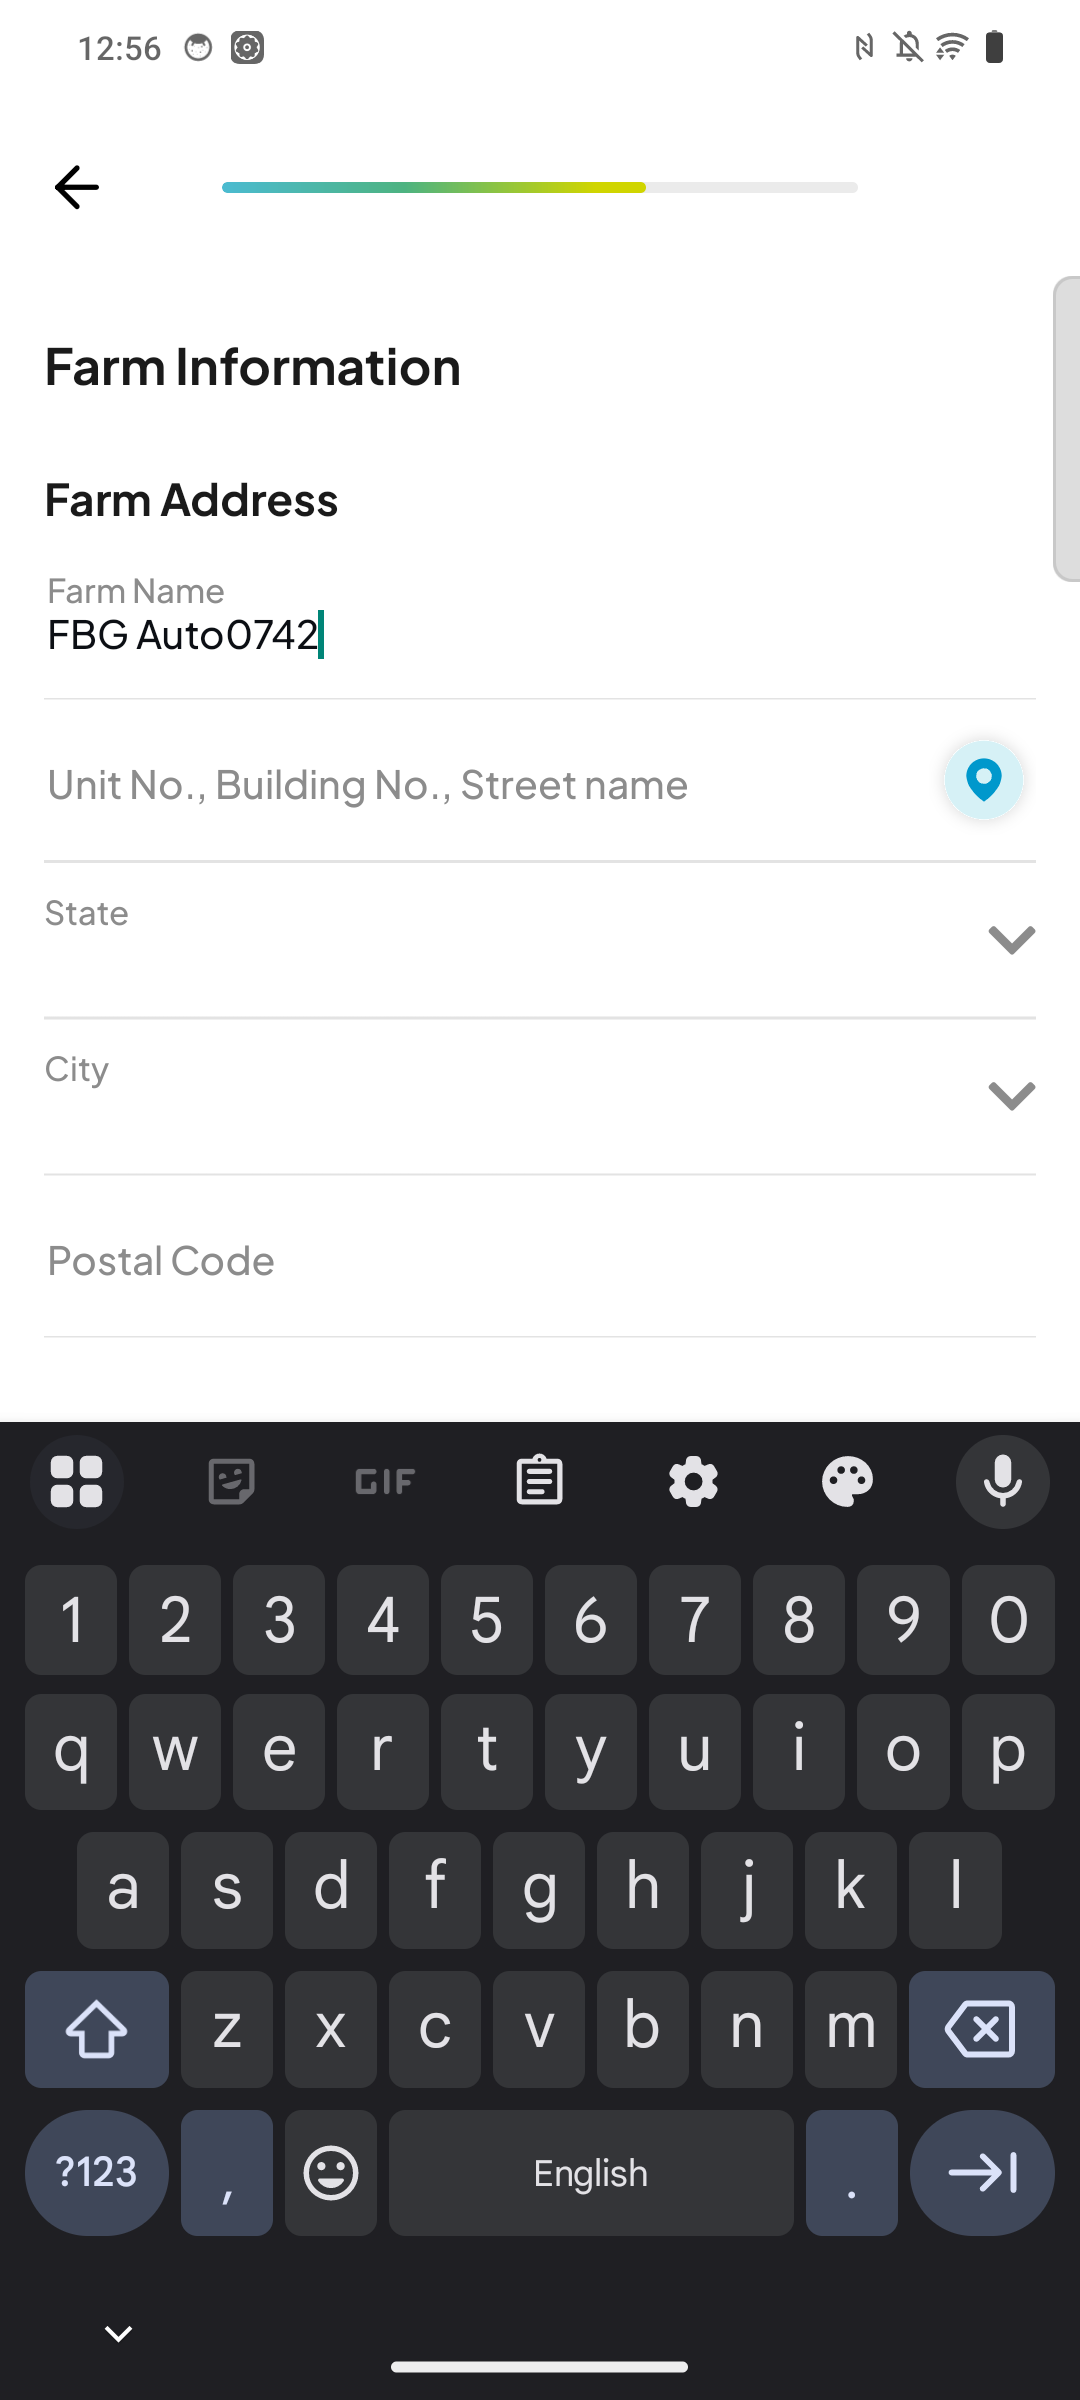 12:56
Farm Information
Farm Address
Farm Name
FBG Auto0742
Unit No., Building No., Street name
State
City
Postal Code
GIF
1 2 3 4 5 6 7 8 9 0
q w e r t y u i o p
a s d f g h j k l
z x c v b n m
?123 , English .